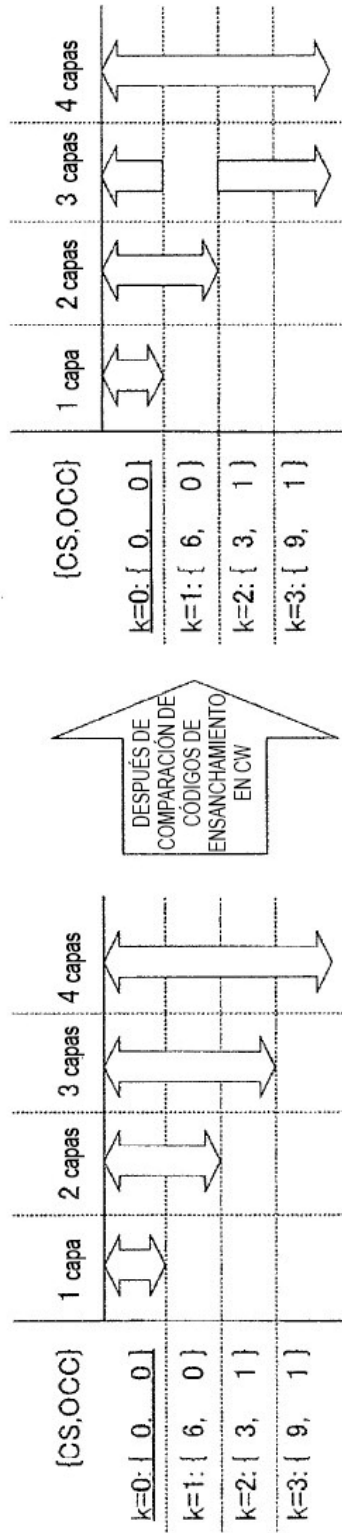 {CS,OCC} 1 capa 2 capas 3 capas 4 capas
k=0: { 0, 0 }
k=1: { 6, 0 }
k=2: { 3, 1 }
k=3: { 9, 1 }
DESPUÉS DE
COMPARACIÓN DE
CÓDIGOS DE
ENSANCHAMIENTO
EN CW
{CS,OCC} 1 capa 2 capas 3 capas 4 capas
k=0: { 0, 0 }
k=1: { 6, 0 }
k=2: { 3, 1 }
k=3: { 9, 1 }